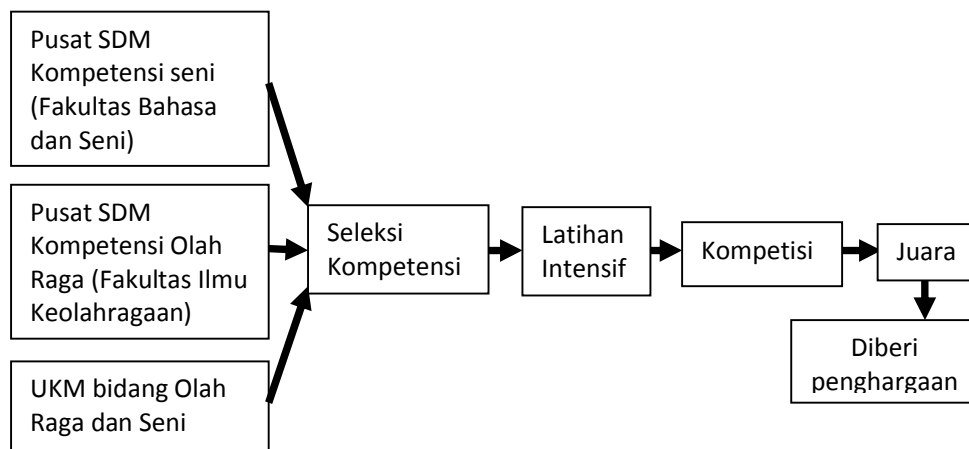 Pusat SDM
Kompetensi seni
(Fakultas Bahasa
dan Seni)
Pusat SDM
Kompetensi Olah
Raga (Fakultas Ilmu
Keolahragaan)
UKM bidang Olah
Raga dan Seni
Seleksi
Kompetensi
Latihan
Intensif
Kompetisi
Juara
Diberi
penghargaan